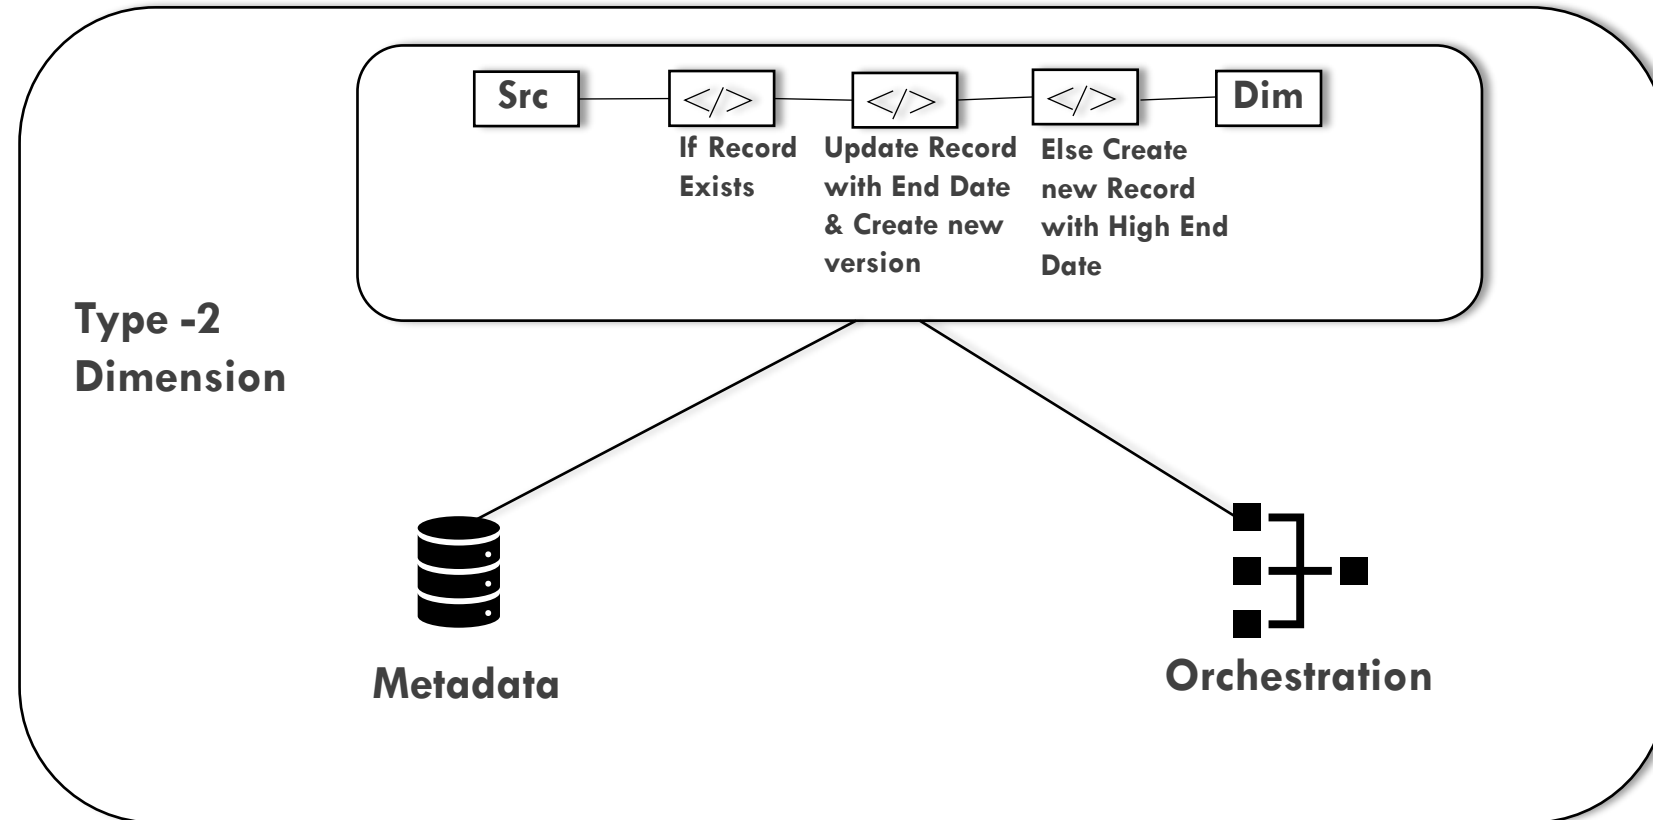 Src
</>
</>
</>
Dim
If Record
Exists
Update Record
with End Date
& Create new
version
Else Create
new Record
with High End
Date
Type -2
Dimension
Metadata
Orchestration